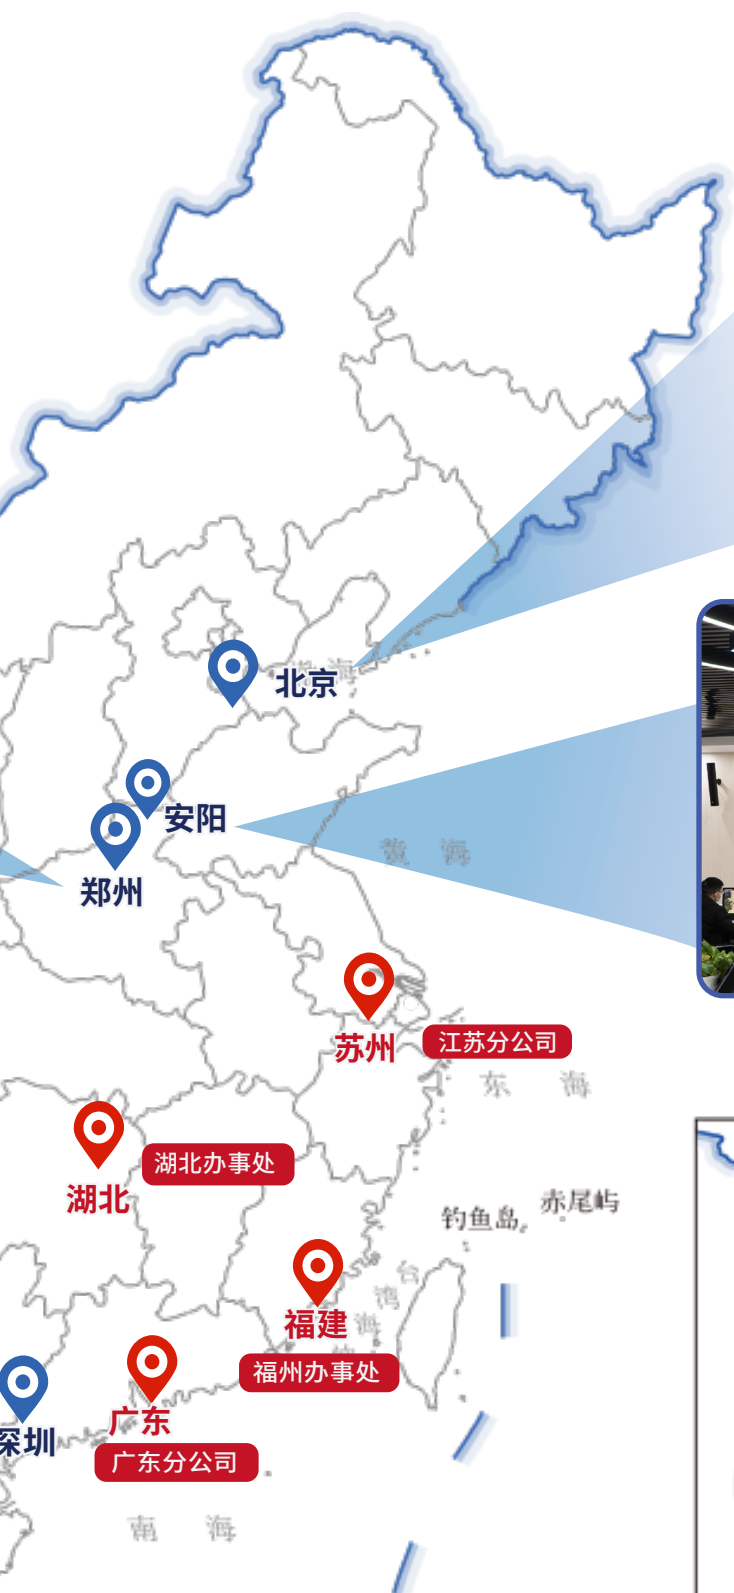 渤海
北京
安阳
黄海
郑州
苏州
江苏分公司
东海
湖北办事处
湖北
钓鱼岛
赤尾屿
台湾海峡
福建
福州办事处
广东
深圳
广东分公司
南海